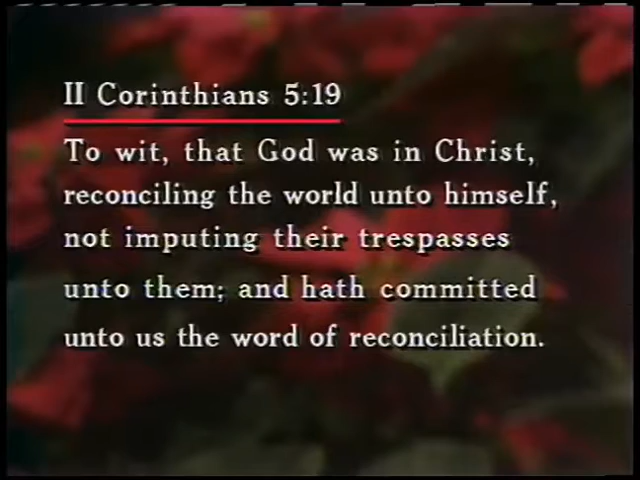 II Corinthians 5:19
To wit, that God was in Christ,
reconciling the world unto himself,
not imputing their trespasses
unto them; and hath committed
unto us the word of reconciliation.